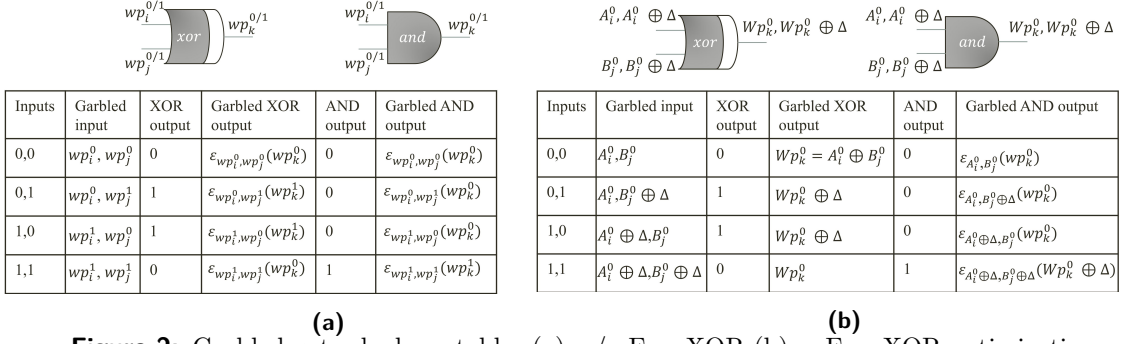 wp_i^{0/1} xor wp_k^{0/1}
wp_j^{0/1}
wp_i^{0/1} and wp_k^{0/1}
wp_j^{0/1}
Inputs | Garbled input | XOR output | Garbled XOR output | AND output | Garbled AND output
0,0 | wp_i^0, wp_j^0 | 0 | ε_{wp_i^0,wp_j^0}(wp_k^0) | 0 | ε_{wp_i^0,wp_j^0}(wp_k^0)
0,1 | wp_i^0, wp_j^1 | 1 | ε_{wp_i^0,wp_j^1}(wp_k^1) | 0 | ε_{wp_i^0,wp_j^1}(wp_k^0)
1,0 | wp_i^1, wp_j^0 | 1 | ε_{wp_i^1,wp_j^0}(wp_k^1) | 0 | ε_{wp_i^1,wp_j^0}(wp_k^0)
1,1 | wp_i^1, wp_j^1 | 0 | ε_{wp_i^1,wp_j^1}(wp_k^0) | 1 | ε_{wp_i^1,wp_j^1}(wp_k^1)
(a)
A_i^0, A_i^0 ⊕ Δ xor Wp_k^0, Wp_k^0 ⊕ Δ
B_j^0, B_j^0 ⊕ Δ
A_i^0, A_i^0 ⊕ Δ and Wp_k^0, Wp_k^0 ⊕ Δ
B_j^0, B_j^0 ⊕ Δ
Inputs | Garbled input | XOR output | Garbled XOR output | AND output | Garbled AND output
0,0 | A_i^0, B_j^0 | 0 | Wp_k^0 = A_i^0 ⊕ B_j^0 | 0 | ε_{A_i^0,B_j^0}(wp_k^0)
0,1 | A_i^0, B_j^0 ⊕ Δ | 1 | Wp_k^0 ⊕ Δ | 0 | ε_{A_i^0,B_j^0⊕Δ}(wp_k^0)
1,0 | A_i^0 ⊕ Δ, B_j^0 | 1 | Wp_k^0 ⊕ Δ | 0 | ε_{A_i^0⊕Δ,B_j^0}(wp_k^0)
1,1 | A_i^0 ⊕ Δ, B_j^0 ⊕ Δ | 0 | Wp_k^0 | 1 | ε_{A_i^0⊕Δ,B_j^0⊕Δ}(Wp_k^0 ⊕ Δ)
(b)